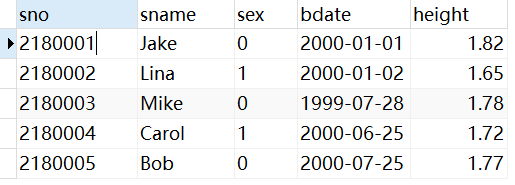 sno sname sex bdate height
2180001 Jake 0 2000-01-01 1.82
2180002 Lina 1 2000-01-02 1.65
2180003 Mike 0 1999-07-28 1.78
2180004 Carol 1 2000-06-25 1.72
2180005 Bob 0 2000-07-25 1.77